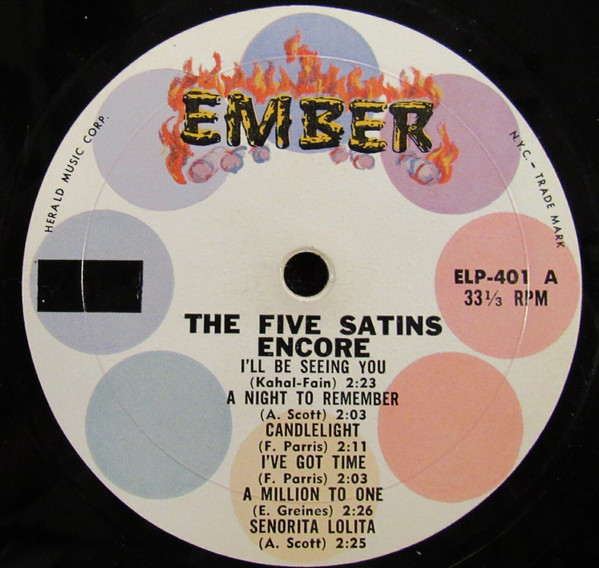 EMBER
HERALD MUSIC CORP.
N.Y.C. - TRADE MARK
ELP-401 A
33⅓ RPM
THE FIVE SATINS
ENCORE
I'LL BE SEEING YOU
(Kahal-Fain) 2:23
A NIGHT TO REMEMBER
(A. Scott) 2:03
CANDLELIGHT
(F. Parris) 2:11
I'VE GOT TIME
(F. Parris) 2:03
A MILLION TO ONE
(E. Greines) 2:26
SENORITA LOLITA
(A. Scott) 2:25